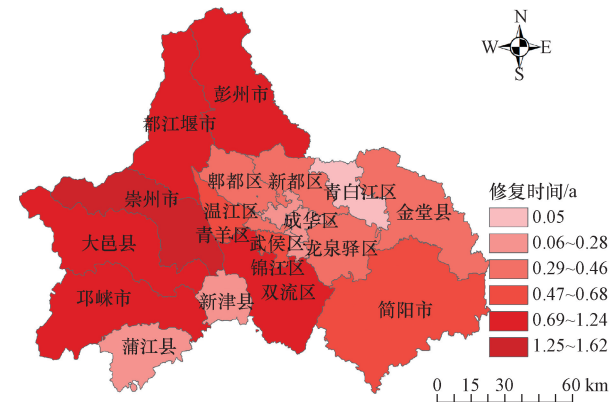 N
W E
S
彭州市
都江堰市
郫都区
新都区
青白江区
崇州市
温江区
成华区
金堂县
大邑县
青羊区
武侯区
龙泉驿区
锦江区
邛崃市
新津县
双流区
简阳市
蒲江县
修复时间/a
0.05
0.06~0.28
0.29~0.46
0.47~0.68
0.69~1.24
1.25~1.62
0 15 30 60 km